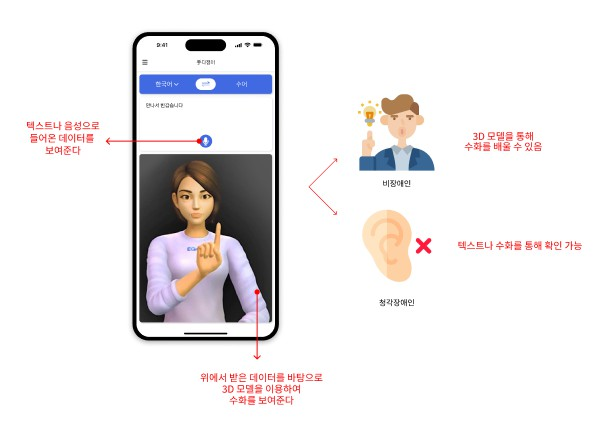 9:41
한국어
수어
만나서 반갑습니다
텍스트나 음성으로
들어온 데이터를
보여준다
위에서 받은 데이터를 바탕으로
3D 모델을 이용하여
수화를 보여준다
비장애인
3D 모델을 통해
수화를 배울 수 있음
청각장애인
텍스트나 수화를 통해 확인 가능